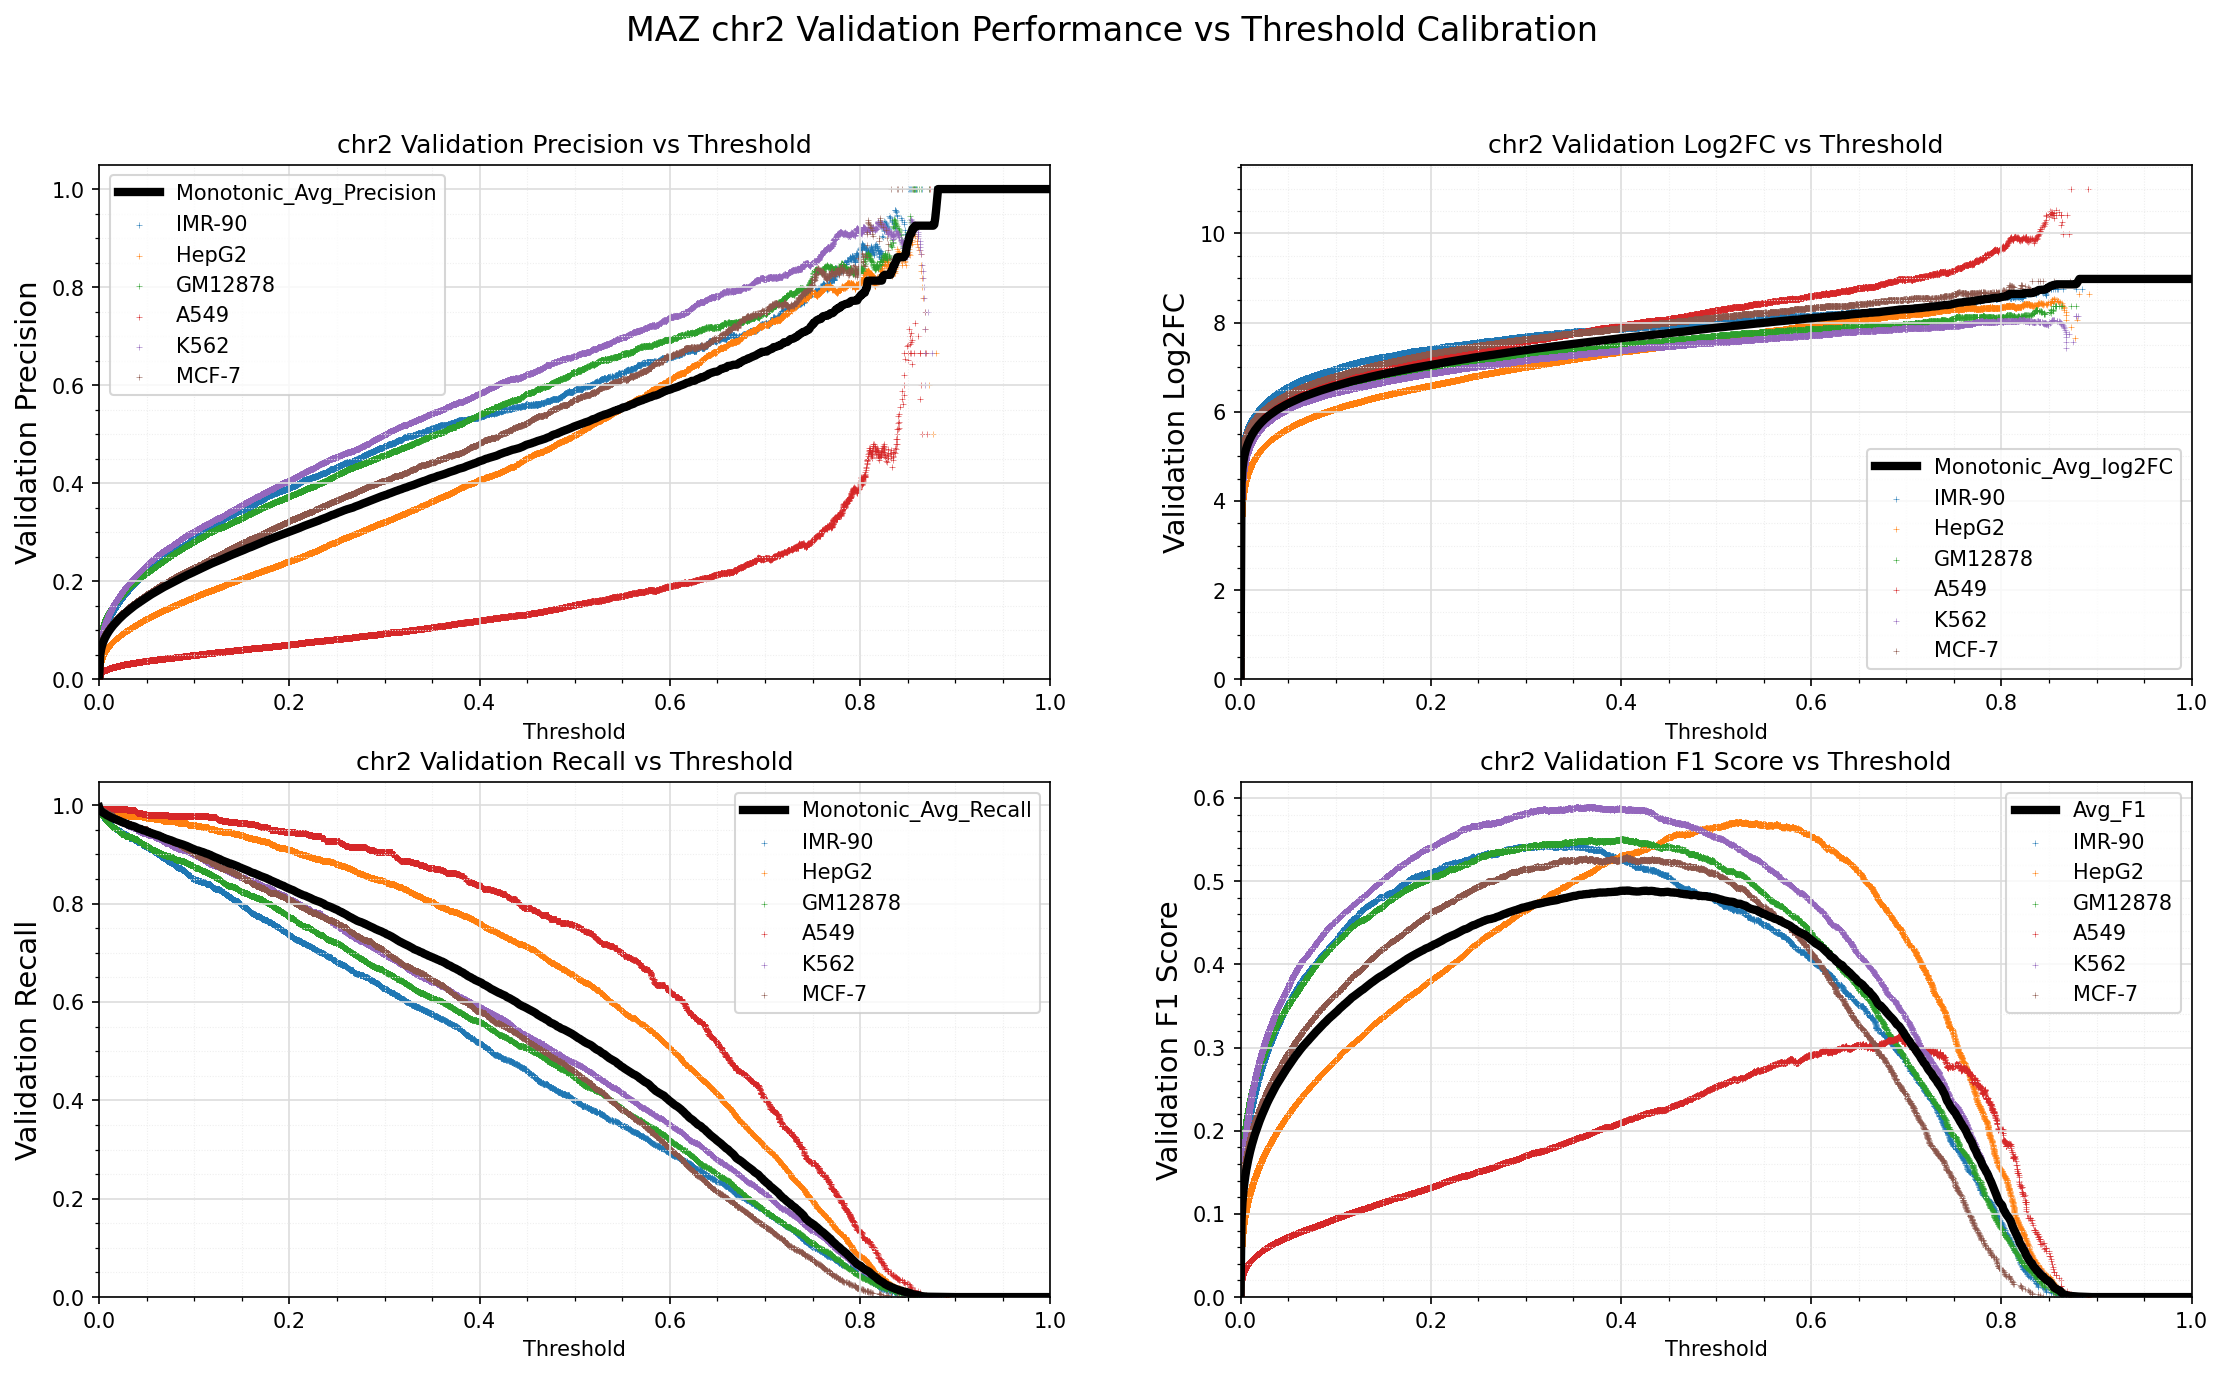 MAZ chr2 Validation Performance vs Threshold Calibration
chr2 Validation Precision vs Threshold
Validation Precision
1.0
0.8
0.6
0.4
0.2
0.0
Monotonic_Avg_Precision
IMR-90
HepG2
GM12878
A549
K562
MCF-7
0.0 0.2 0.4 0.6 0.8 1.0
Threshold
chr2 Validation Log2FC vs Threshold
Validation Log2FC
10
8
6
4
2
0
Monotonic_Avg_log2FC
IMR-90
HepG2
GM12878
A549
K562
MCF-7
0.0 0.2 0.4 0.6 0.8 1.0
Threshold
chr2 Validation Recall vs Threshold
Validation Recall
1.0
0.8
0.6
0.4
0.2
0.0
Monotonic_Avg_Recall
IMR-90
HepG2
GM12878
A549
K562
MCF-7
0.0 0.2 0.4 0.6 0.8 1.0
Threshold
chr2 Validation F1 Score vs Threshold
Validation F1 Score
0.6
0.5
0.4
0.3
0.2
0.1
0.0
Avg_F1
IMR-90
HepG2
GM12878
A549
K562
MCF-7
0.0 0.2 0.4 0.6 0.8 1.0
Threshold